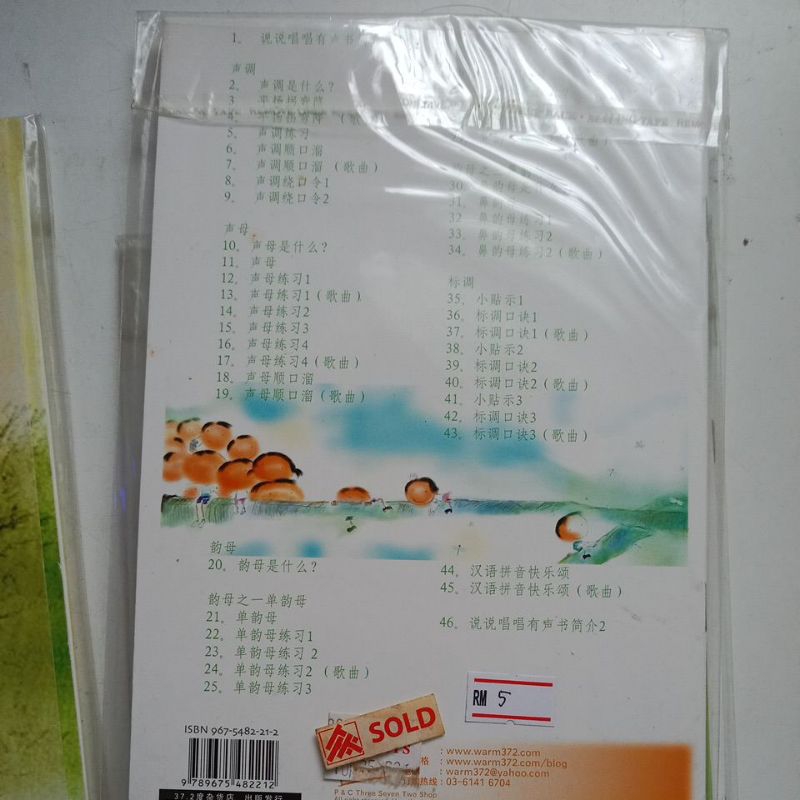 1。 说说唱唱有声书
声调
2。 声调是什么？
5。 声调练习
6。 声调顺口溜
7。 声调顺口溜（歌曲）
8。 声调绕口令1
9。 声调绕口令2
声母
10。 声母是什么？
11。 声母
12。 声母练习1
13。 声母练习1（歌曲）
14。 声母练习2
15。 声母练习3
16。 声母练习4
17。 声母练习4（歌曲）
18。 声母顺口溜
19。 声母顺口溜（歌曲）
韵母
20。 韵母是什么？
韵母之一单韵母
21。 单韵母
22。 单韵母练习1
23。 单韵母练习 2
24。 单韵母练习2 （歌曲）
25。 单韵母练习3
30。
31。
32
33。 鼻韵母练习2
34。 鼻韵母练习2（歌曲）
标调
35。 小贴示1
36。 标调口诀1
37。 标调口诀1（歌曲）
38。 小贴示2
39。 标调口诀2
40。 标调口诀2（歌曲）
41。 小贴示3
42。 标调口诀3
43。 标调口诀3（歌曲）
44。 汉语拼音快乐颂
45。 汉语拼音快乐颂（歌曲）
46。 说说唱唱有声书简介2
RM 5
SOLD
ISBN 967-5482-21-2
9 789675 482212
37.2度杂货店 出版发行
格 : www.warm372.com
: www.warm372.com/blog
: warm372@yahoo.com
热线 : 03-6141 6704
P & C Three Seven Two Shop